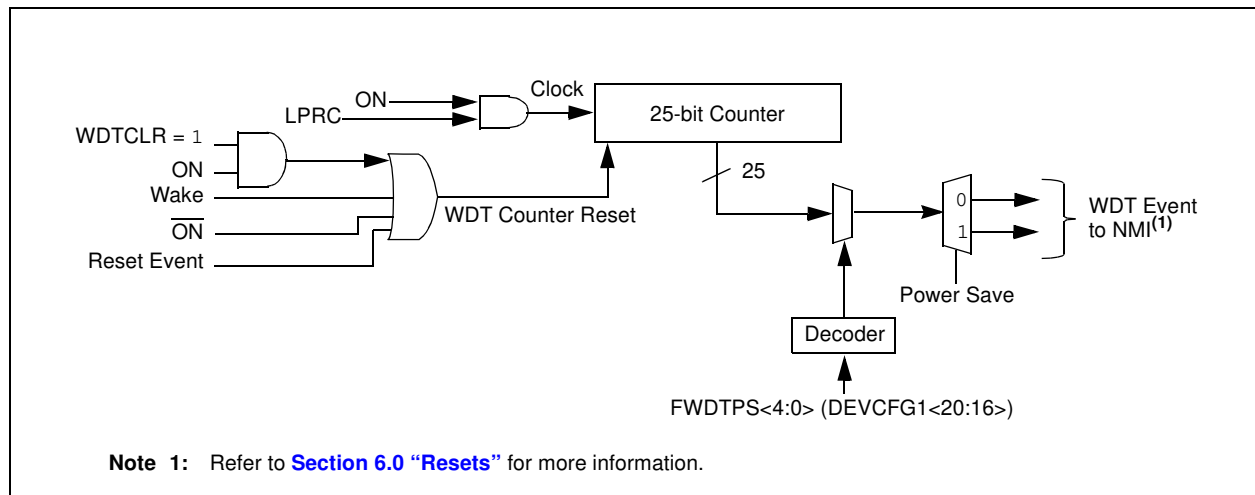 Clock
ON
LPRC
25-bit Counter
WDTCLR = 1
ON
25
Wake
WDT Counter Reset
0
WDT Event
ON
1
to NMI(1)
Reset Event
Power Save
Decoder
FWDTPS<4:0> (DEVCFG1<20:16>)
Note 1: Refer to Section 6.0 “Resets” for more information.